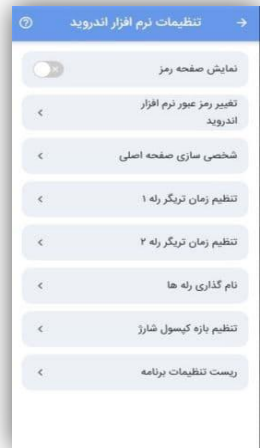 تنظیمات نرم افزار اندروید
نمایش صفحه رمز
تغییر رمز عبور نرم افزار
اندروید
شخصی سازی صفحه اصلی
تنظیم زمان تریگر رله ۱
تنظیم زمان تریگر رله ۲
نام گذاری رله ها
تنظیم بازه کپسول شارژ
ریست تنظیمات برنامه